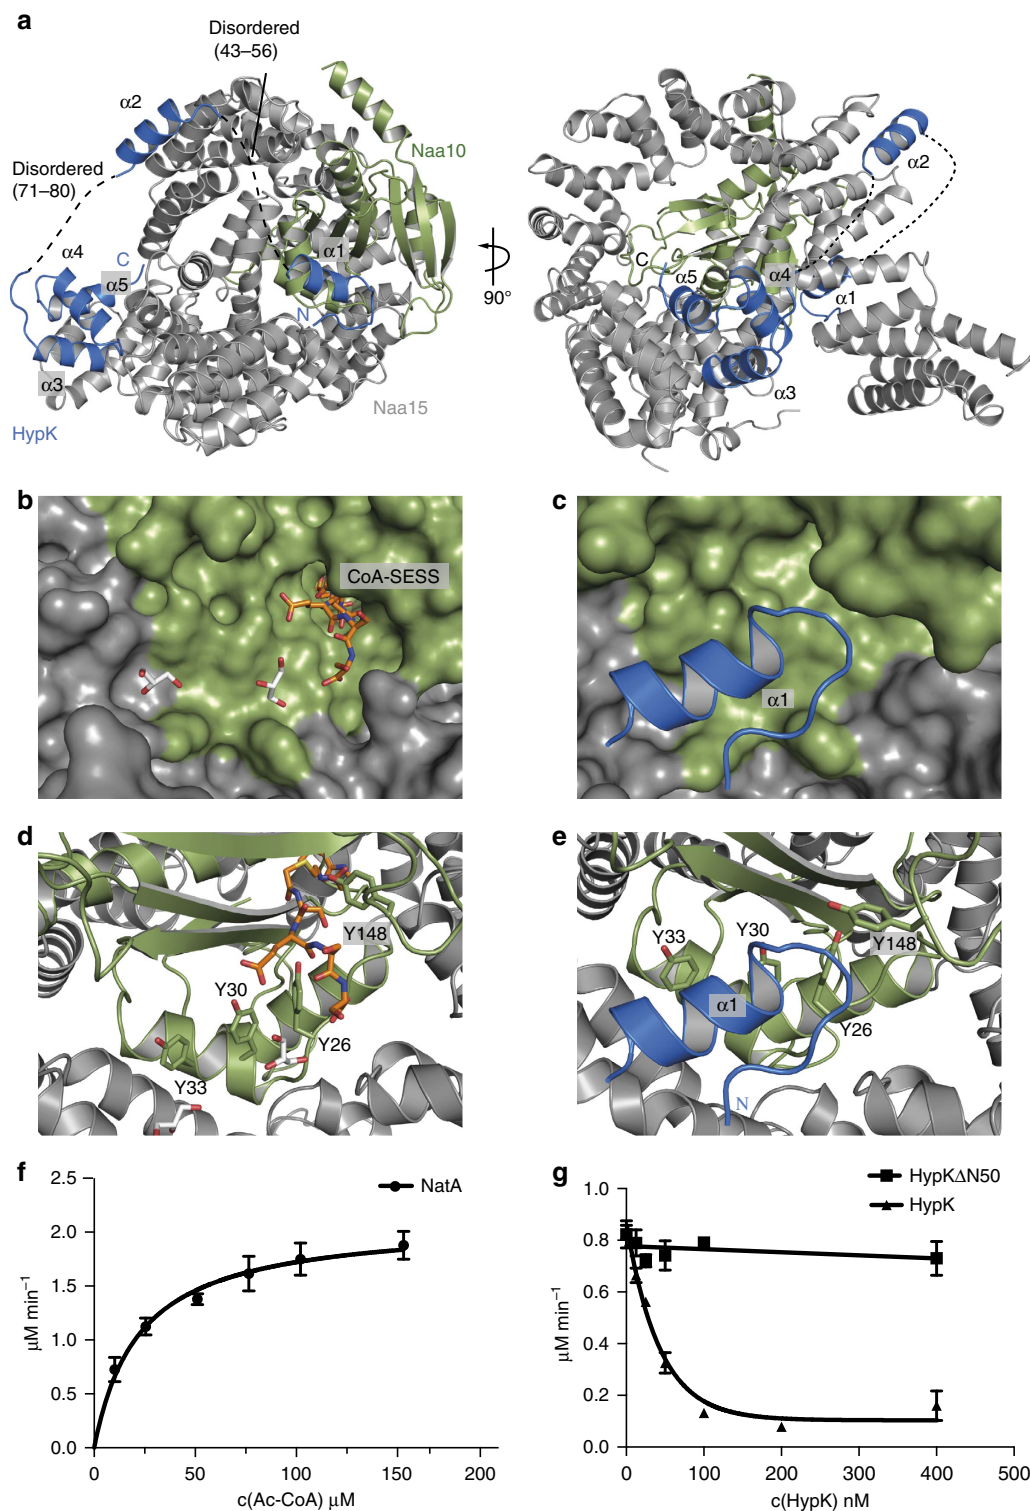 a
Disordered
(43–56)
α2
Naa10
Disordered
(71–80)
α4
C
α5
α1
N
α3
Naa15
HypK
90°
α2
C
α5
α4
α1
α3
b
CoA-SESS
c
α1
d
Y148
Y30
Y26
Y33
e
Y33
Y30
Y148
α1
Y26
N
f
2.5
2.0
1.5
1.0
0.5
0.0
µM min⁻¹
NatA
0 50 100 150 200
c(Ac-CoA) µM
g
HypKΔN50
HypK
1.0
0.8
0.6
0.4
0.2
0.0
µM min⁻¹
0 100 200 300 400 500
c(HypK) nM